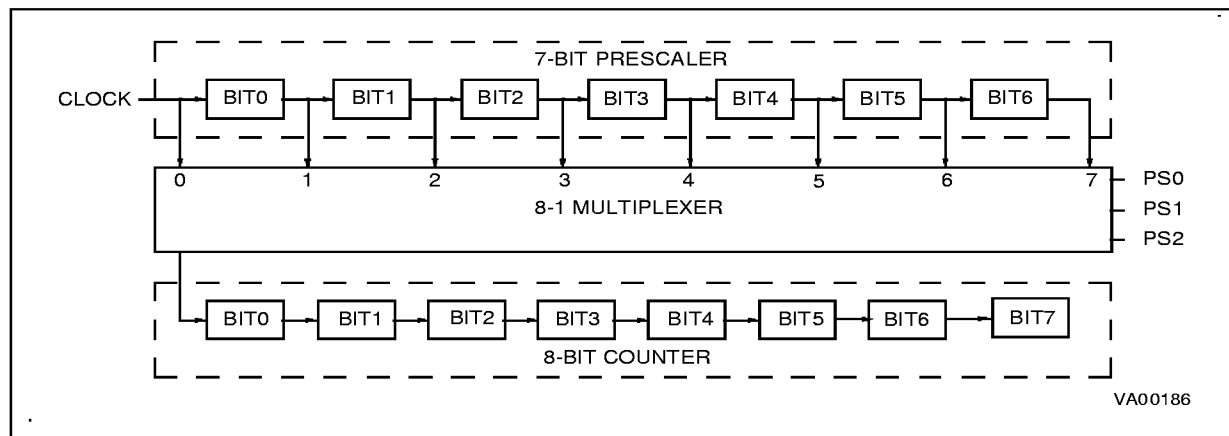 7-BIT PRESCALER
CLOCK BIT0 BIT1 BIT2 BIT3 BIT4 BIT5 BIT6
0 1 2 3 4 5 6 7
8-1 MULTIPLEXER
PS0
PS1
PS2
BIT0 BIT1 BIT2 BIT3 BIT4 BIT5 BIT6 BIT7
8-BIT COUNTER
VA00186